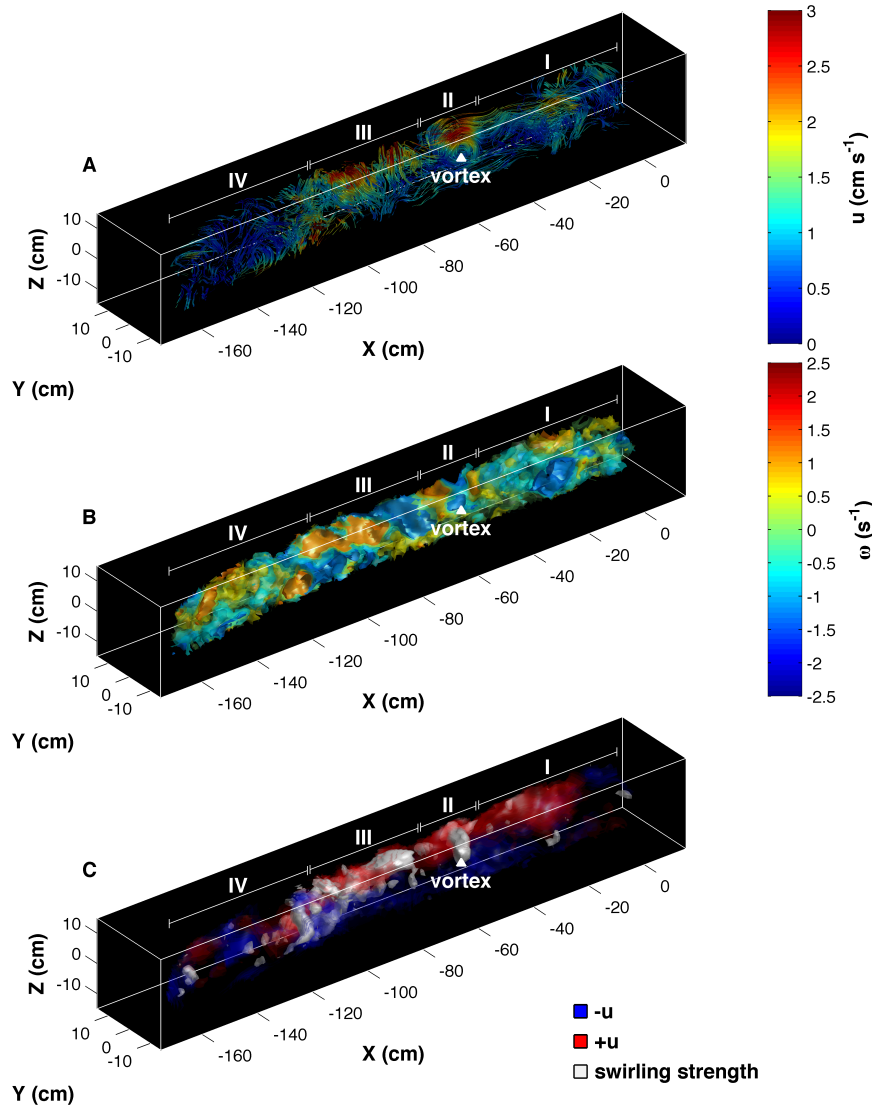 A
I
II
III
IV
vortex
10
0
-10
Z (cm)
10
0
-10
Y (cm)
-160
-140
-120
-100
-80
-60
-40
-20
0
X (cm)
3
2.5
2
1.5
1
0.5
0
u (cm s⁻¹)
B
I
II
III
IV
vortex
10
0
-10
Z (cm)
10
0
-10
Y (cm)
-160
-140
-120
-100
-80
-60
-40
-20
0
X (cm)
2.5
2
1.5
1
0.5
0
-0.5
-1
-1.5
-2
-2.5
ω (s⁻¹)
C
I
II
III
IV
vortex
10
0
-10
Z (cm)
10
0
-10
Y (cm)
-160
-140
-120
-100
-80
-60
-40
-20
0
X (cm)
-u
+u
swirling strength